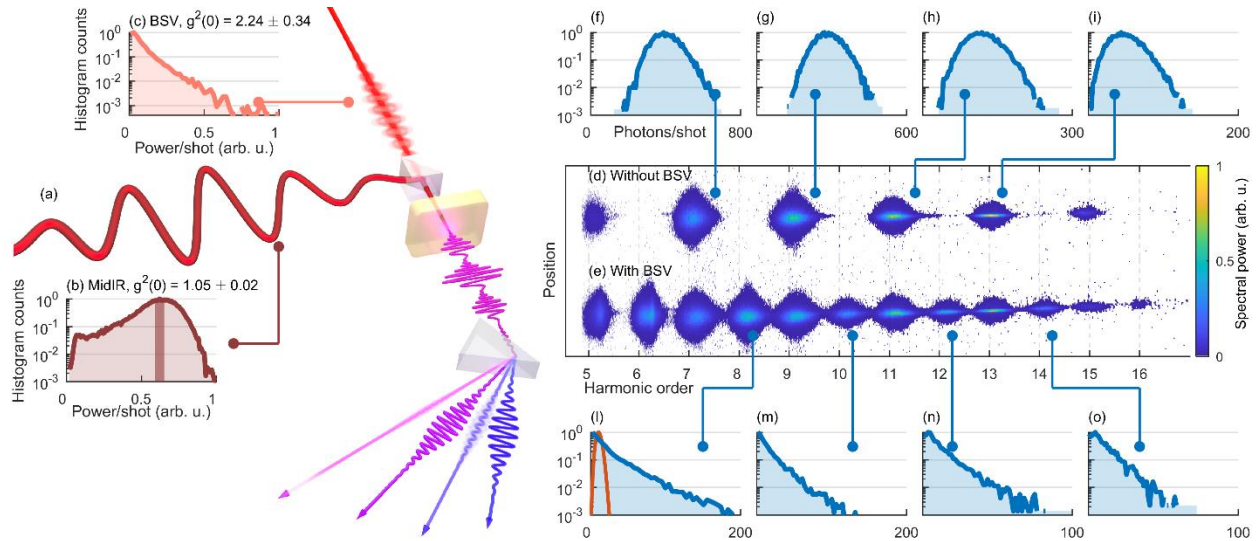 (c) BSV, g²(0) = 2.24 ± 0.34
Histogram counts
10⁰
10⁻¹
10⁻²
10⁻³
0 0.5 1
Power/shot (arb. u.)
(a)
(b) MidIR, g²(0) = 1.05 ± 0.02
Histogram counts
10⁰
10⁻¹
10⁻²
10⁻³
0 0.5 1
Power/shot (arb. u.)
(f) (g) (h) (i)
10⁰
10⁻¹
10⁻²
10⁻³
0 800 600 300 200
Photons/shot
(d) Without BSV
(e) With BSV
Position
5 6 7 8 9 10 11 12 13 14 15 16
Harmonic order
1
0.5
0
Spectral power (arb. u.)
(l) (m) (n) (o)
10⁰
10⁻¹
10⁻²
10⁻³
0 200 200 100 100